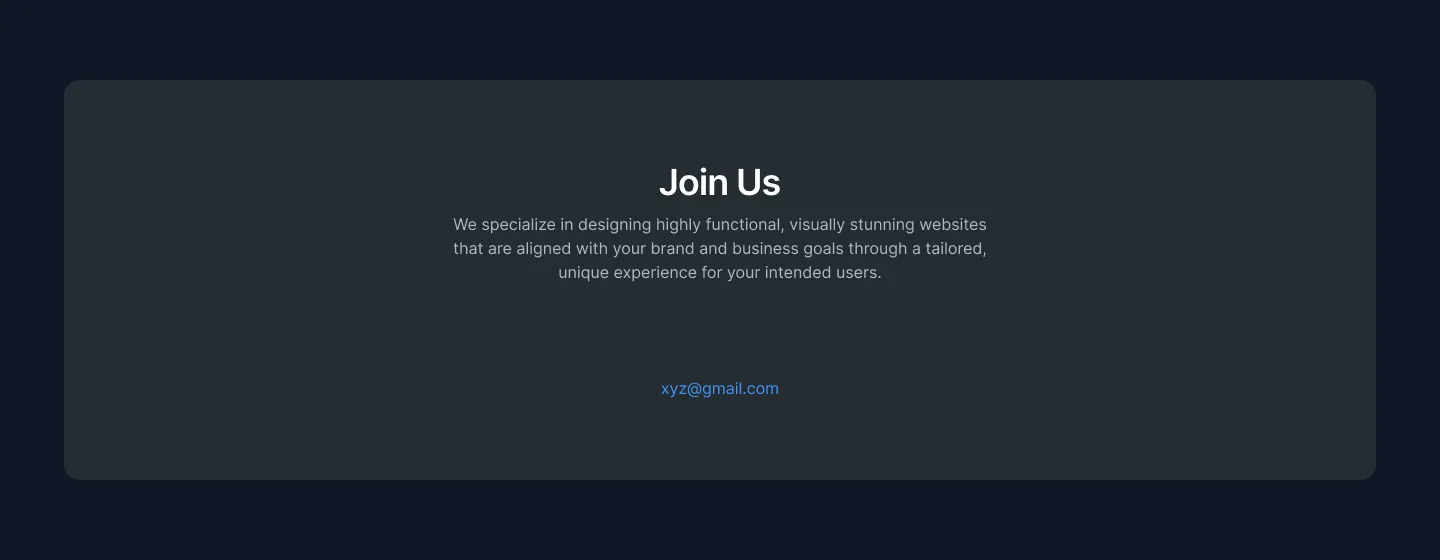 Join Us
We specialize in designing highly functional, visually stunning websites
that are aligned with your brand and business goals through a tailored,
unique experience for your intended users.
xyz@gmail.com